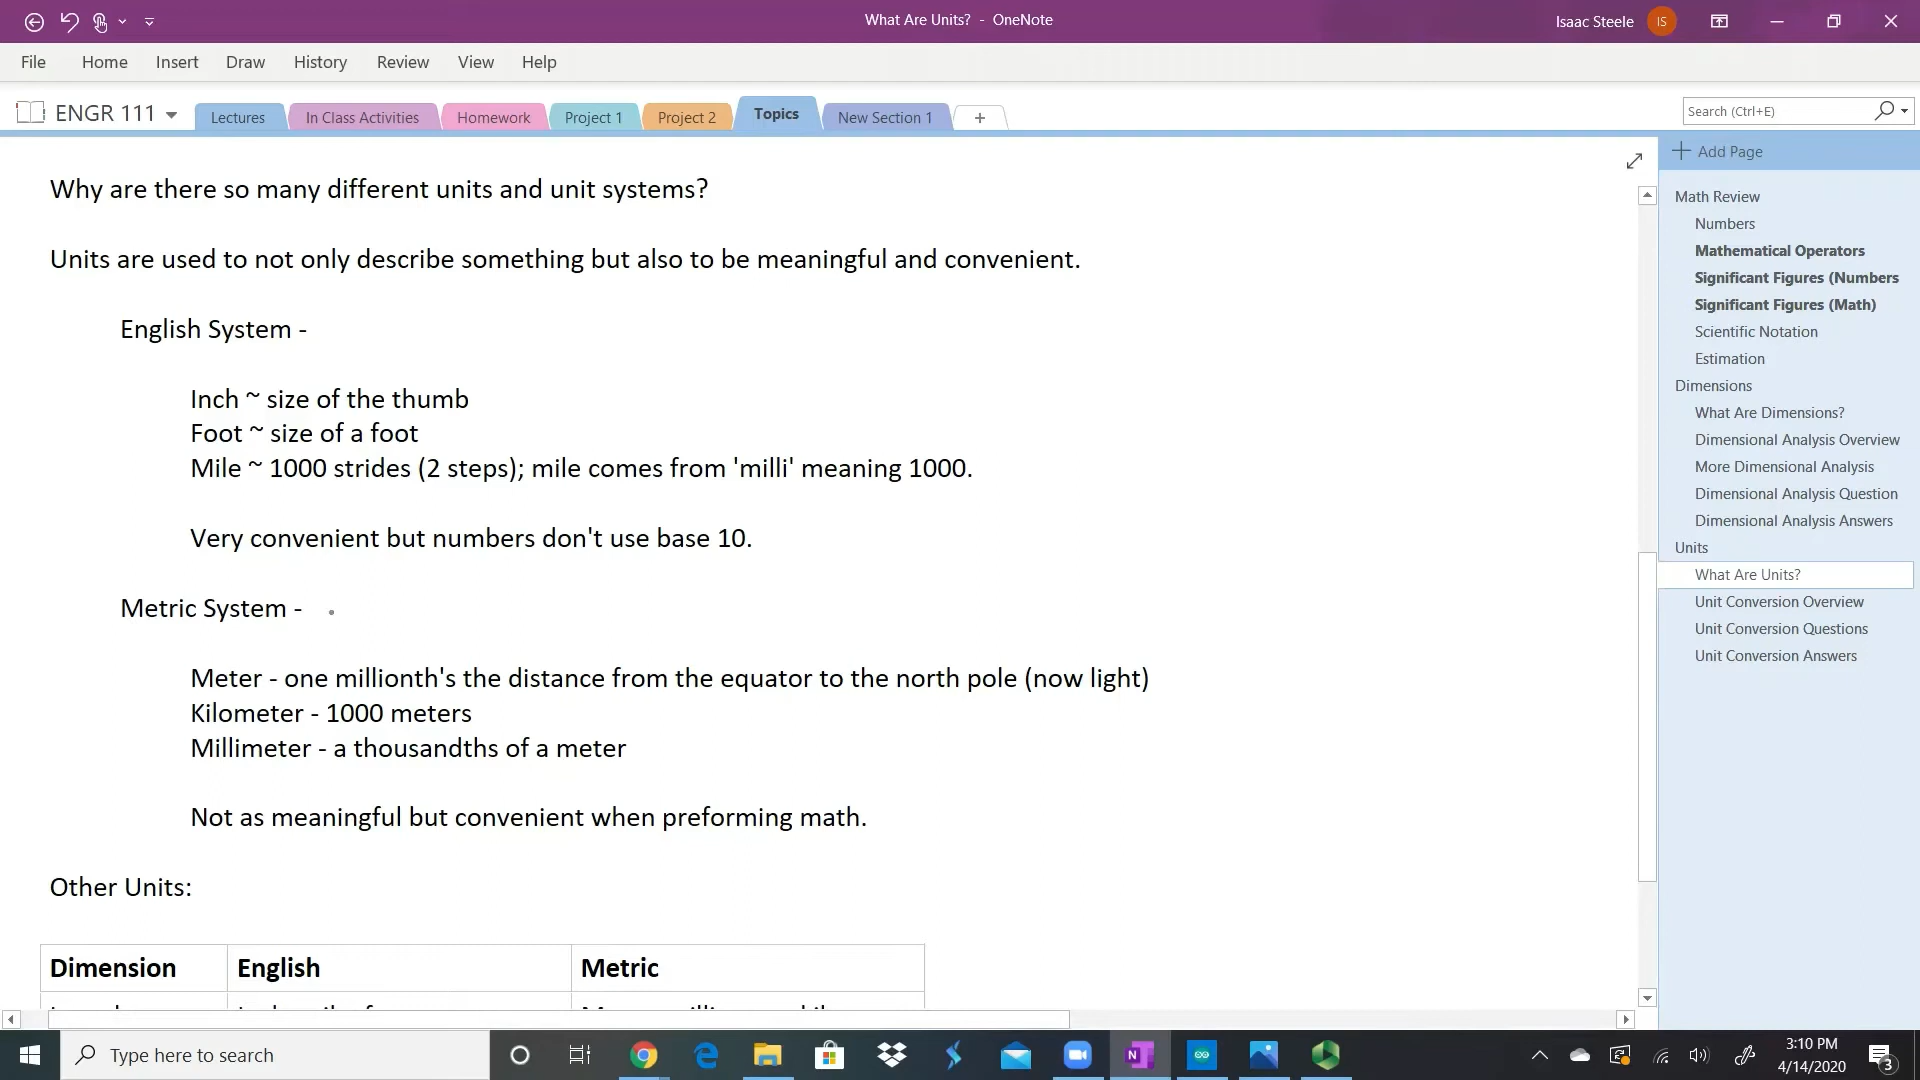 What Are Units? - OneNote
Isaac Steele
IS
File Home Insert Draw History Review View Help
ENGR 111
Lectures
In Class Activities
Homework
Project 1
Project 2
Topics
New Section 1
+
Search (Ctrl+E)
Add Page
Why are there so many different units and unit systems?
Units are used to not only describe something but also to be meaningful and convenient.
English System -
Inch ~ size of the thumb
Foot ~ size of a foot
Mile ~ 1000 strides (2 steps); mile comes from 'milli' meaning 1000.
Very convenient but numbers don't use base 10.
Metric System -
Meter - one millionth's the distance from the equator to the north pole (now light)
Kilometer - 1000 meters
Millimeter - a thousandths of a meter
Not as meaningful but convenient when preforming math.
Other Units:
Dimension English Metric
Math Review
Numbers
Mathematical Operators
Significant Figures (Numbers
Significant Figures (Math)
Scientific Notation
Estimation
Dimensions
What Are Dimensions?
Dimensional Analysis Overview
More Dimensional Analysis
Dimensional Analysis Question
Dimensional Analysis Answers
Units
What Are Units?
Unit Conversion Overview
Unit Conversion Questions
Unit Conversion Answers
Type here to search
3:10 PM
4/14/2020
3